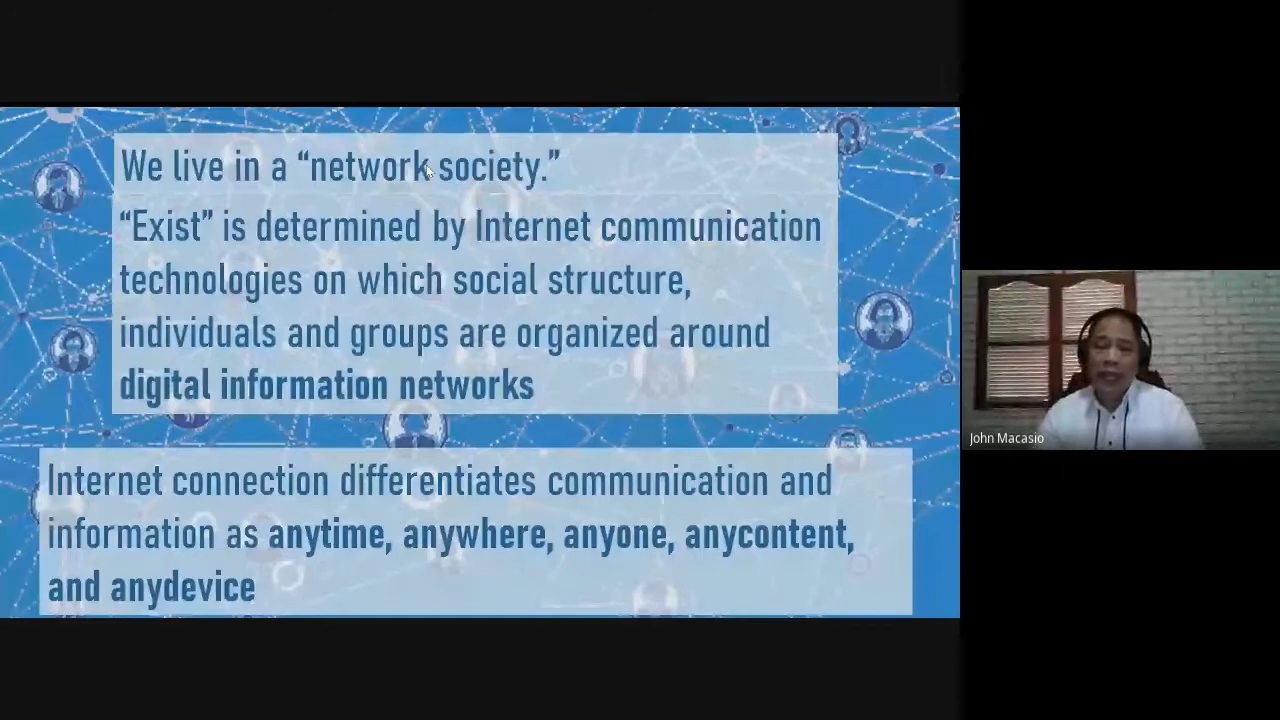 We live in a “network society.”
“Exist” is determined by Internet communication
technologies on which social structure,
individuals and groups are organized around
digital information networks
Internet connection differentiates communication and
information as anytime, anywhere, anyone, anycontent,
and anydevice
John Macasio